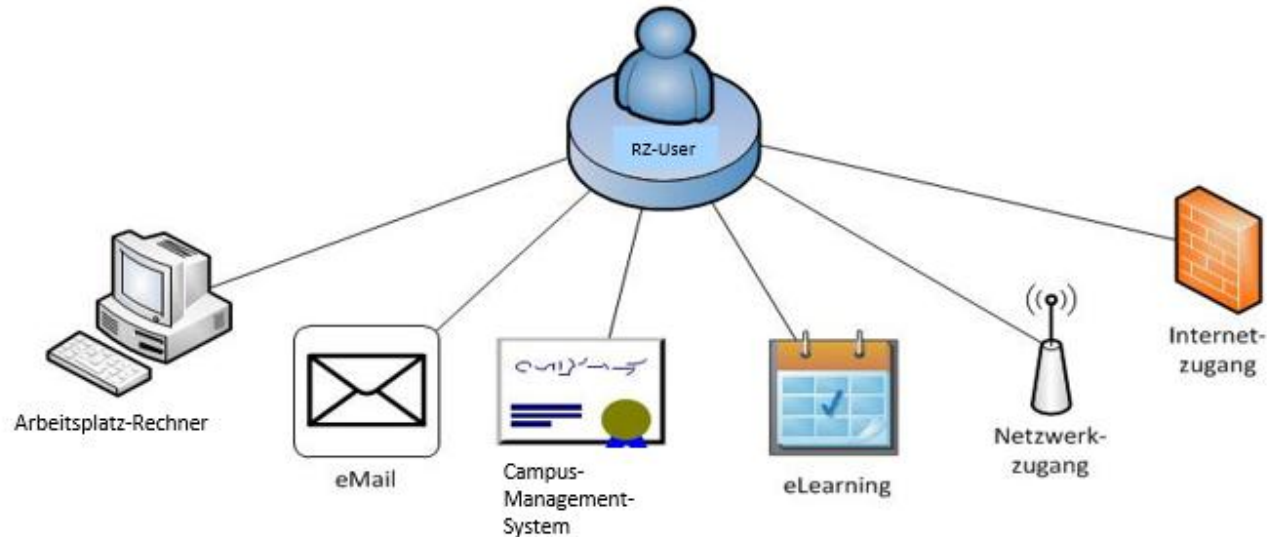 RZ-User
Arbeitsplatz-Rechner
eMail
Campus-
Management-
System
eLearning
Netzwerk-
zugang
Internet-
zugang